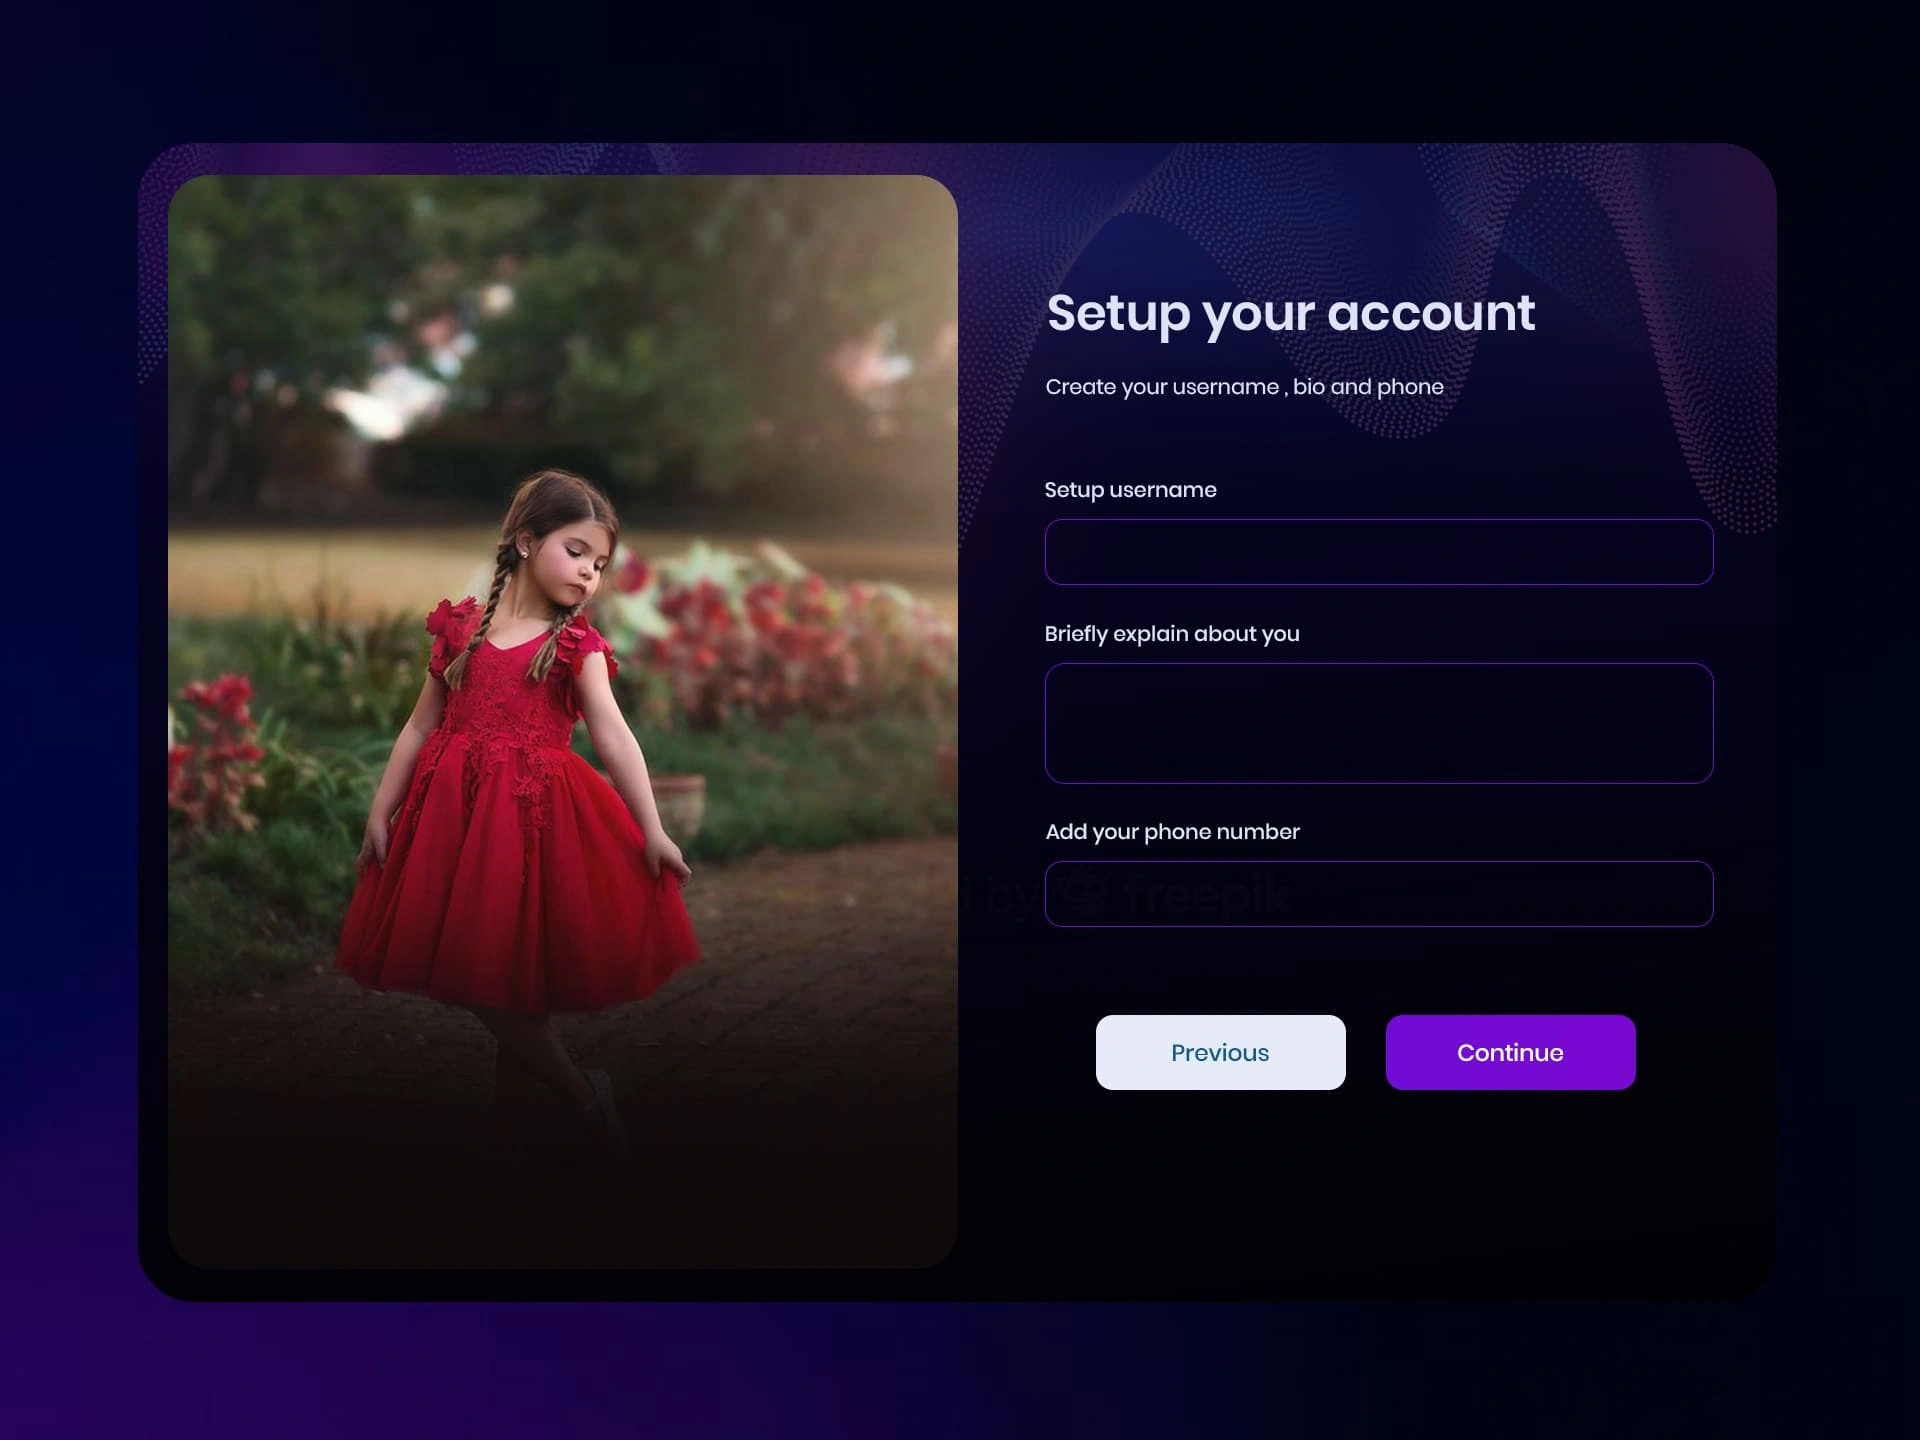 Setup your account
Create your username , bio and phone
Setup username
Briefly explain about you
Add your phone number
by freepik
Previous
Continue